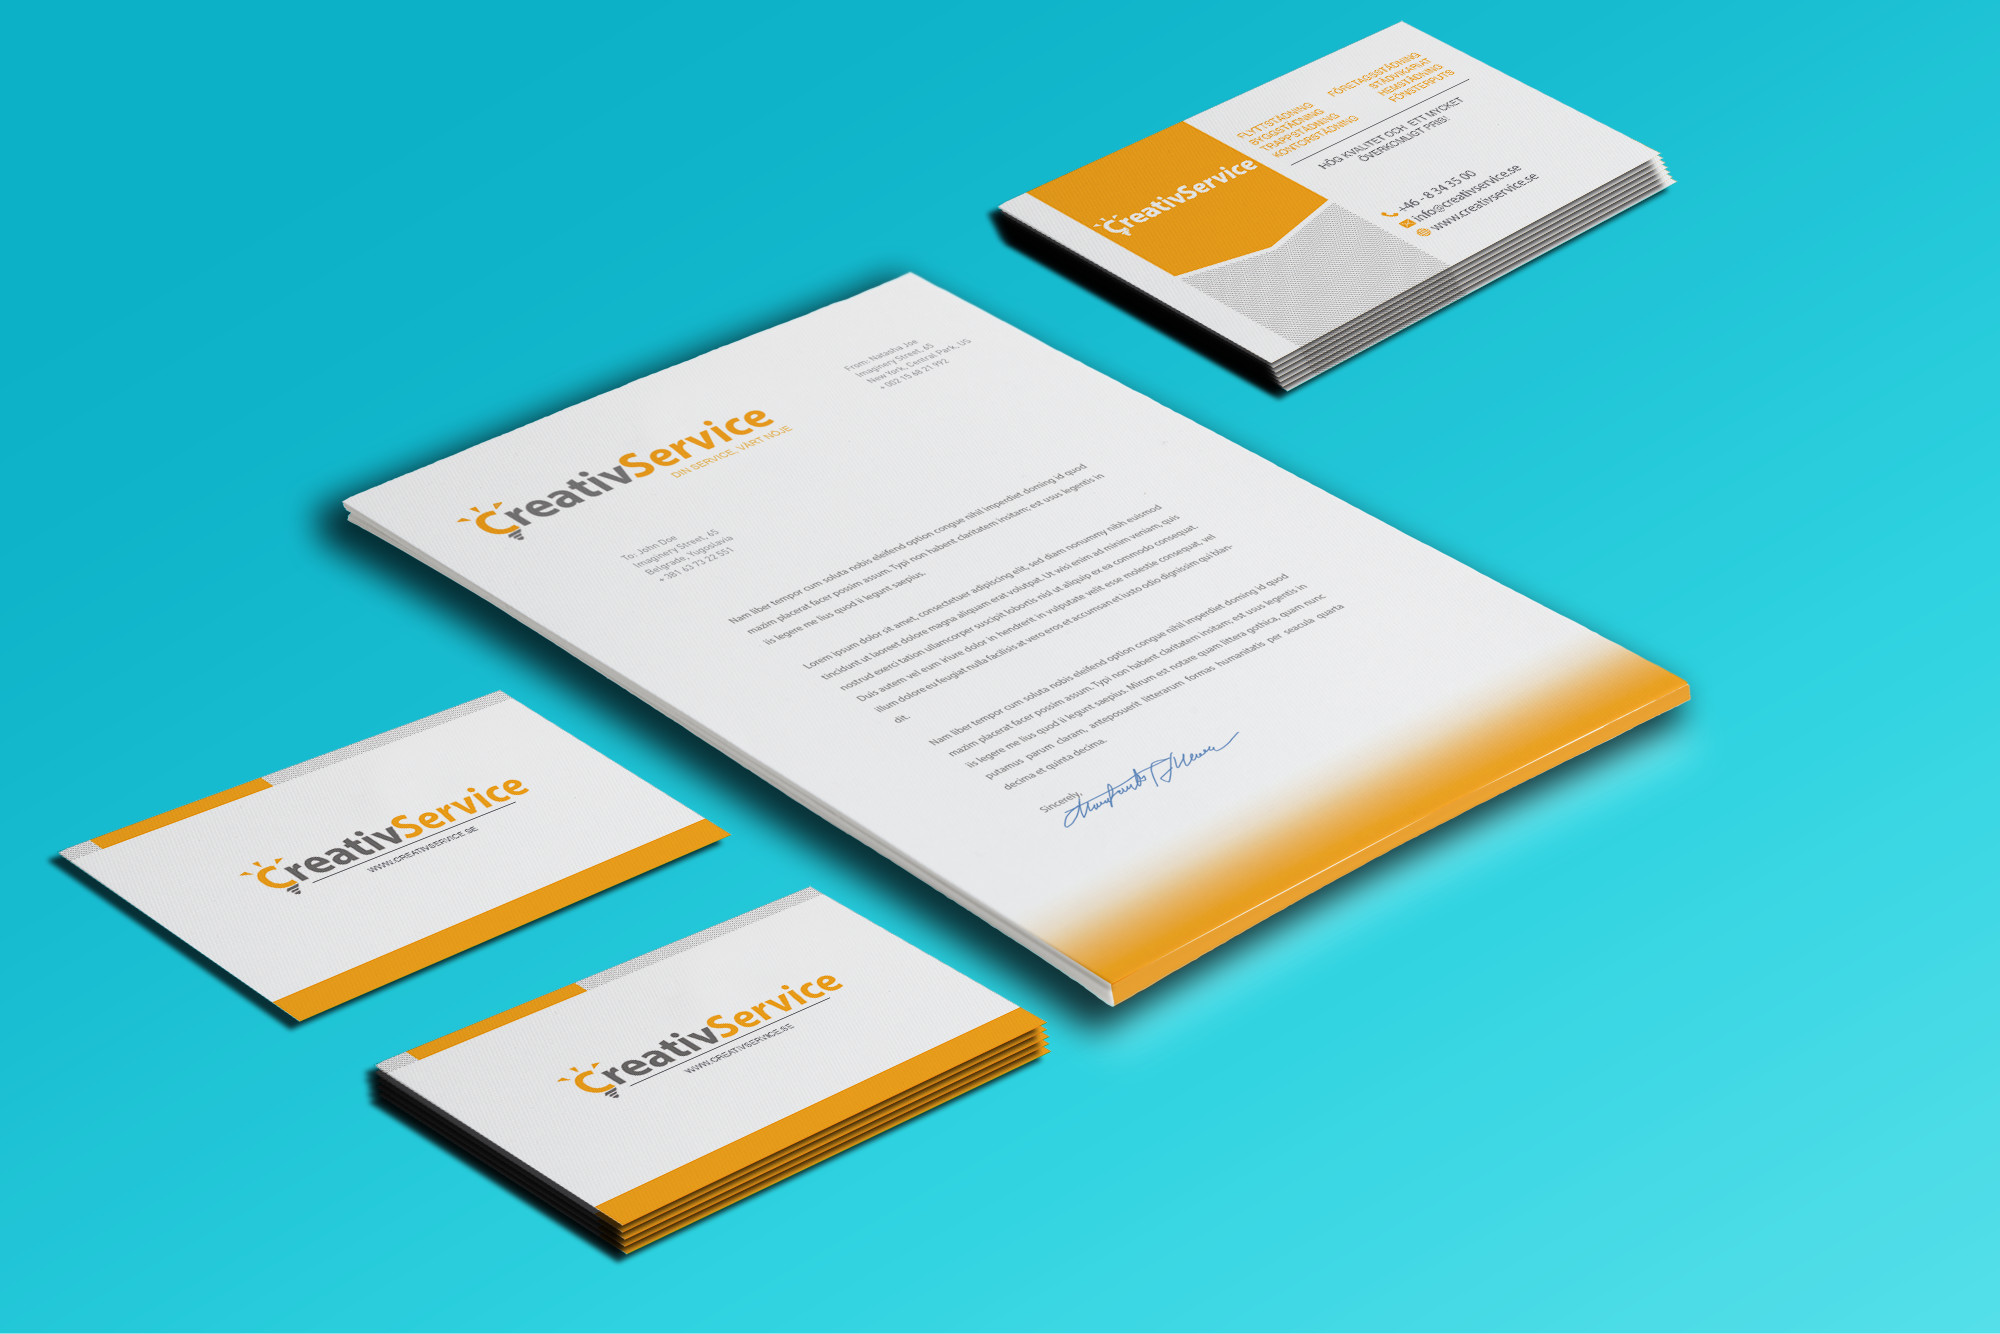 FLYTTSTÄDNING
BYGGSTÄDNING
TRAPPSTÄDNING
KONTORSTÄDNING
FÖRETAGSSTÄDNING
STÄDVIKARIAT
HEMSTÄDNING
FÖNSTERPUTS
HÖG KVALITET OCH ETT MYCKET
ÖVERKOMLIGT PRIS!
CreativService
+46 - 8 34 35 00
info@creativservice.se
www.creativservice.se
From: Natasha Joe
Imaginery Street, 65
New York, Central Park, US
+ 002 15 68 21 992
CreativService
DIN SERVICE, VÅRT NÖJE
To: John Doe
Imaginery Street, 65
Belgrade, Yugoslavia
+ 381 63 73 22 551
Nam liber tempor cum soluta nobis eleifend option congue nihil imperdiet doming id quod
mazim placerat facer possim assum. Typi non habent claritatem insitam; est usus legentis in
iis legere me lius quod ii legunt saepius.
Lorem ipsum dolor sit amet, consectetuer adipiscing elit, sed diam nonummy nibh euismod
tincidunt ut laoreet dolore magna aliquam erat volutpat. Ut wisi enim ad minim veniam, quis
nostrud exerci tation ullamcorper suscipit lobortis nisl ut aliquip ex ea commodo consequat.
Duis autem vel eum iriure dolor in hendrerit in vulputate velit esse molestie consequat, vel
illum dolore eu feugiat nulla facilisis at vero eros et accumsan et iusto odio dignissim qui blan-
dit.
Nam liber tempor cum soluta nobis eleifend option congue nihil imperdiet doming id quod
mazim placerat facer possim assum. Typi non habent claritatem insitam; est usus legentis in
iis legere me lius quod ii legunt saepius. Mirum est notare quam littera gothica, quam nunc
putamus parum claram, anteposuerit litterarum formas humanitatis per seacula quarta
decima et quinta decima.
Sincerely,
CreativService
WWW.CREATIVSERVICE.SE
CreativService
WWW.CREATIVSERVICE.SE